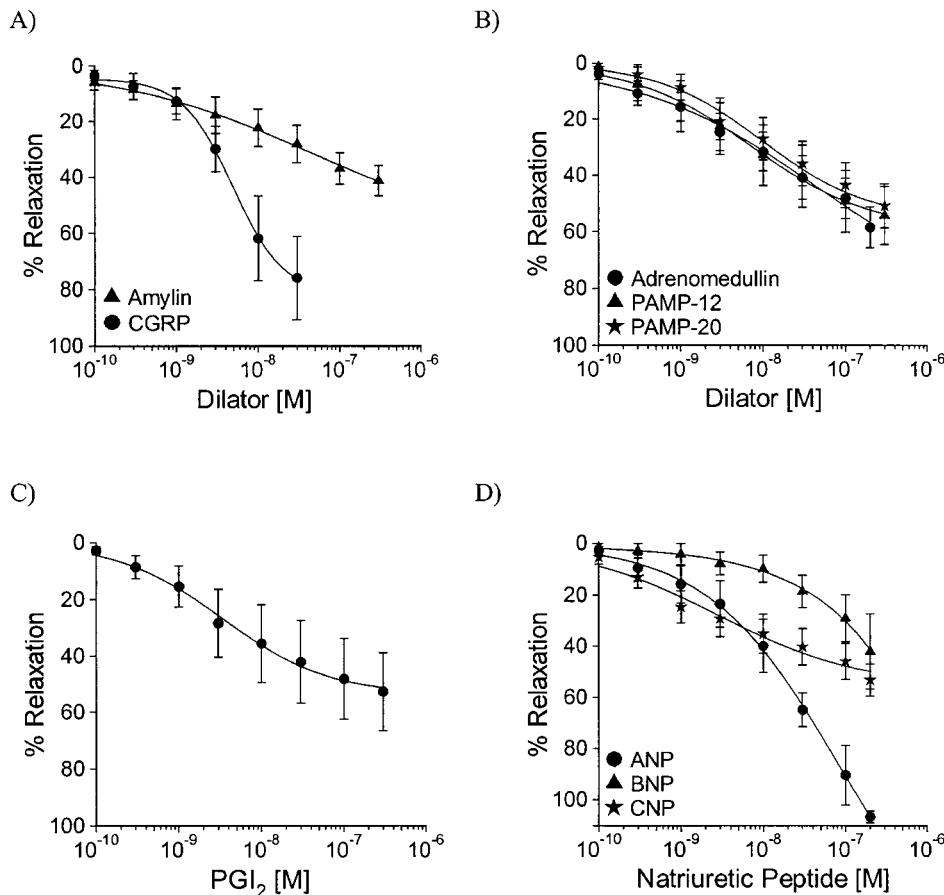 A)
0
20
40
60
80
100
% Relaxation
Amylin
CGRP
10-10
10-9
10-8
10-7
10-6
Dilator [M]
B)
0
20
40
60
80
100
% Relaxation
Adrenomedullin
PAMP-12
PAMP-20
10-10
10-9
10-8
10-7
10-6
Dilator [M]
C)
0
20
40
60
80
100
% Relaxation
10-10
10-9
10-8
10-7
10-6
PGI2 [M]
D)
0
20
40
60
80
100
% Relaxation
ANP
BNP
CNP
10-10
10-9
10-8
10-7
10-6
Natriuretic Peptide [M]